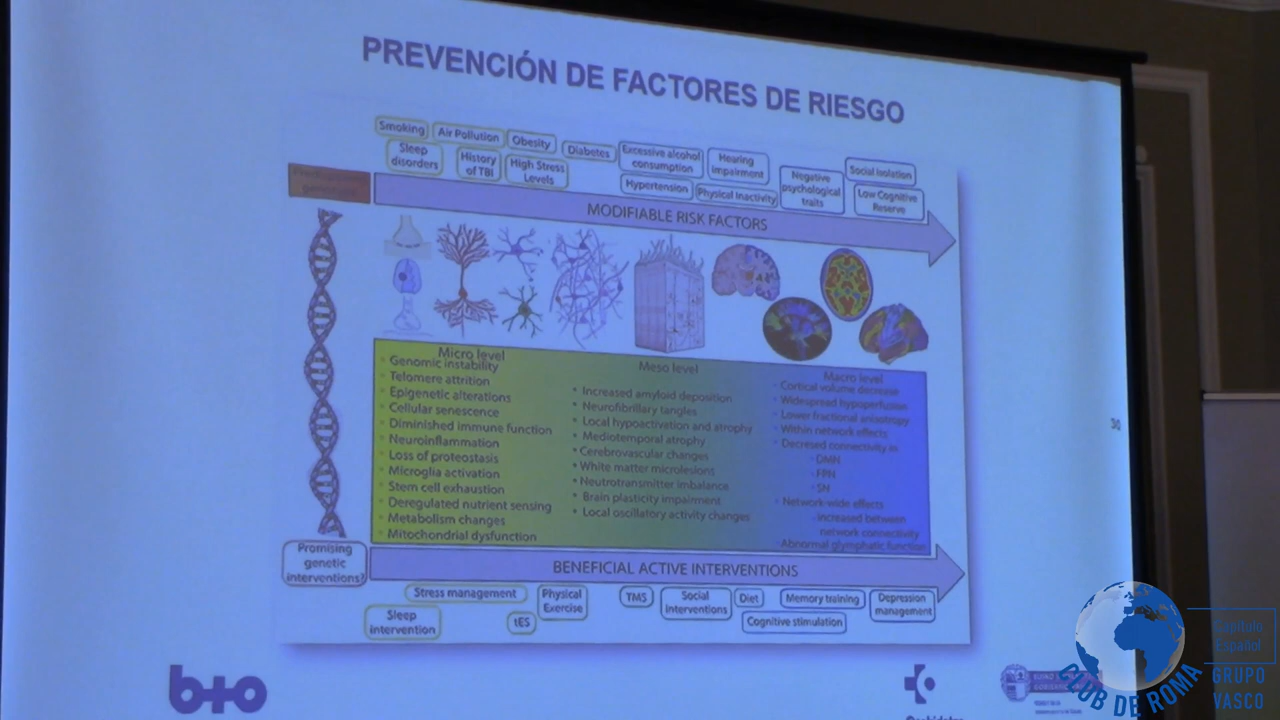 PREVENCIÓN DE FACTORES DE RIESGO
Smoking
Air Pollution
Obesity
Diabetes
Excessive alcohol
consumption
Hearing
impairment
Social Isolation
Sleep
disorders
History
of TBI
High Stress
Levels
Hypertension
Physical Inactivity
Negative
psychological
traits
Low Cognitive
Reserve
MODIFIABLE RISK FACTORS
Micro level
Genomic instability
Telomere attrition
Epigenetic alterations
Cellular senescence
Diminished immune function
Neuroinflammation
Loss of proteostasis
Microglia activation
Stem cell exhaustion
Deregulated nutrient sensing
Metabolism changes
Mitochondrial dysfunction
Meso level
Increased amyloid deposition
Neurofibrillary tangles
Local hypoactivation and atrophy
Mediotemporal atrophy
Cerebrovascular changes
White matter microlesions
Neutrotransmitter imbalance
Brain plasticity impairment
Local oscillatory activity changes
Macro level
Cortical volume decrease
Widespread hypoperfusion
Lower fractional anisotropy
Within network effects
Decresed connectivity in
DMN
FPN
SN
Network-wide effects
increased between
network connectivity
Abnormal glymphatic function
30
Promising
genetic
interventions?
BENEFICIAL ACTIVE INTERVENTIONS
Stress management
Physical
Exercise
TMS
Social
interventions
Diet
Memory training
Depression
management
Sleep
intervention
tES
Cognitive stimulation
b+o
CLUB DE ROMA
Capítulo
Español
GRUPO
VASCO